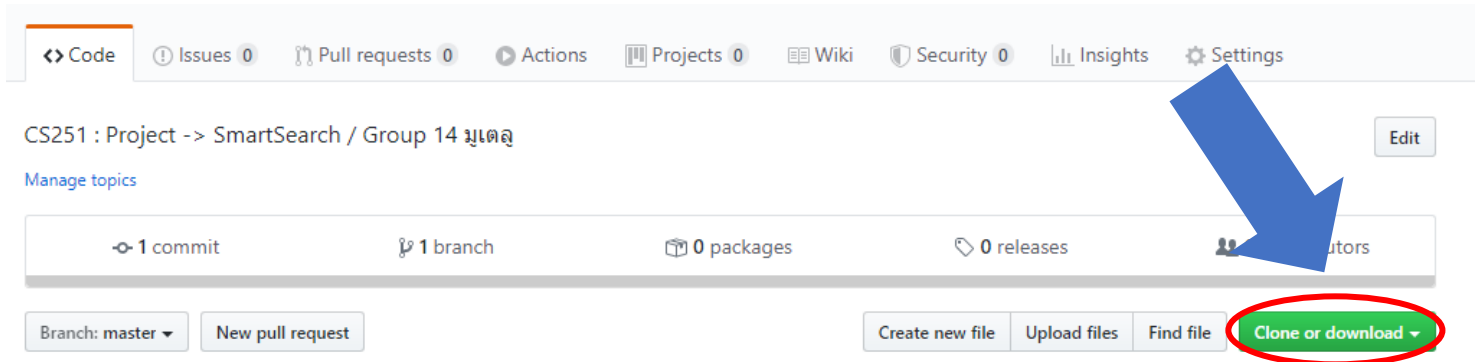 Code Issues 0 Pull requests 0 Actions Projects 0 Wiki Security 0 Insights Settings
CS251 : Project -> SmartSearch / Group 14 มูเตลู Edit
Manage topics
1 commit 1 branch 0 packages 0 releases
Branch: master New pull request Create new file Upload files Find file Clone or download